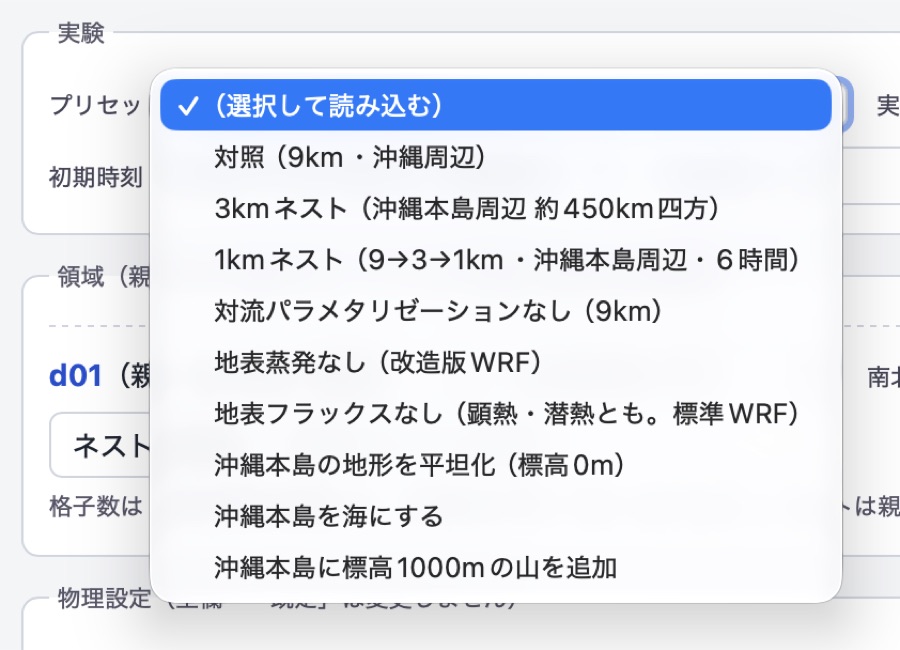 実験
プリセッ
✓ （選択して読み込む）
実
対照（9km・沖縄周辺）
初期時刻
3kmネスト（沖縄本島周辺 約450km四方）
1kmネスト（9→3→1km・沖縄本島周辺・６時間）
領域（親
対流パラメタリゼーションなし（9km）
地表蒸発なし（改造版WRF）
d01（親
南北
地表フラックスなし（顕熱・潜熱とも。標準WRF）
ネスト
沖縄本島の地形を平坦化（標高0m）
格子数は
トは親
沖縄本島を海にする
沖縄本島に標高1000mの山を追加
物理設定